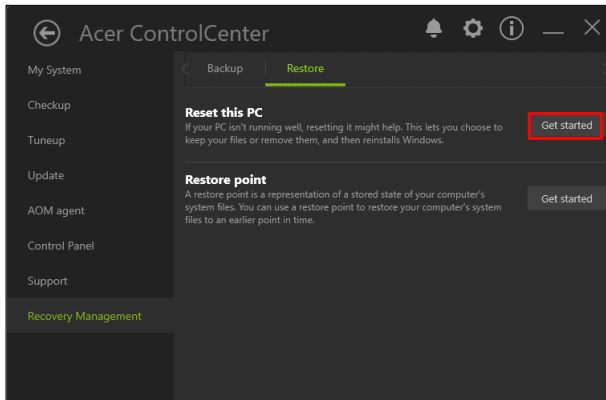 Acer ControlCenter
My System
Checkup
Tuneup
Update
AOM agent
Control Panel
Support
Recovery Management
Backup
Restore
Reset this PC
If your PC isn't running well, resetting it might help. This lets you choose to
keep your files or remove them, and then reinstalls Windows.
Get started
Restore point
A restore point is a representation of a stored state of your computer's
system files. You can use a restore point to restore your computer's system
files to an earlier point in time.
Get started